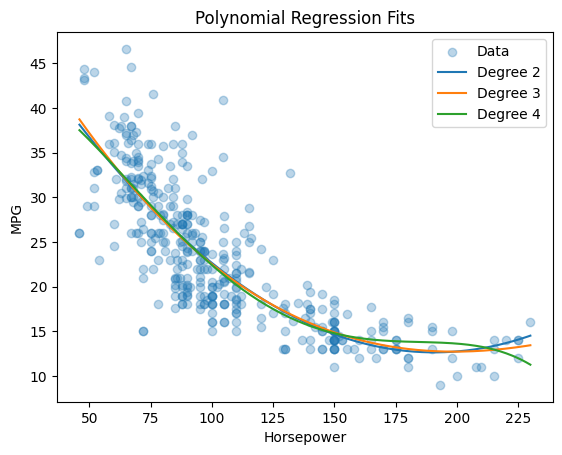 Polynomial Regression Fits
Data
Degree 2
Degree 3
Degree 4
MPG
45
40
35
30
25
20
15
10
50 75 100 125 150 175 200 225
Horsepower